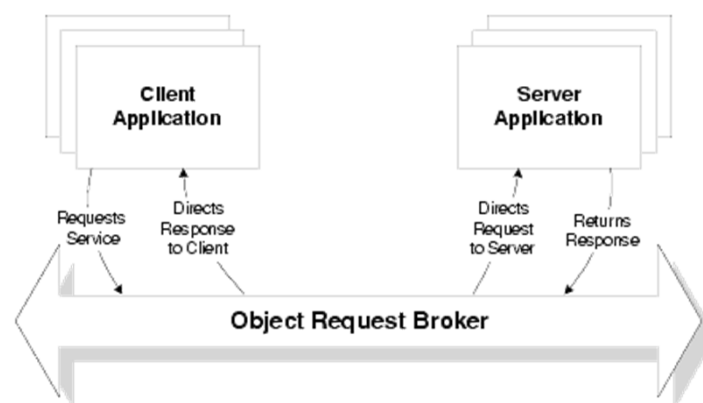 Client
Application
Server
Application
Requests
Service
Directs
Response
to Client
Directs
Request
to Server
Returns
Response
Object Request Broker